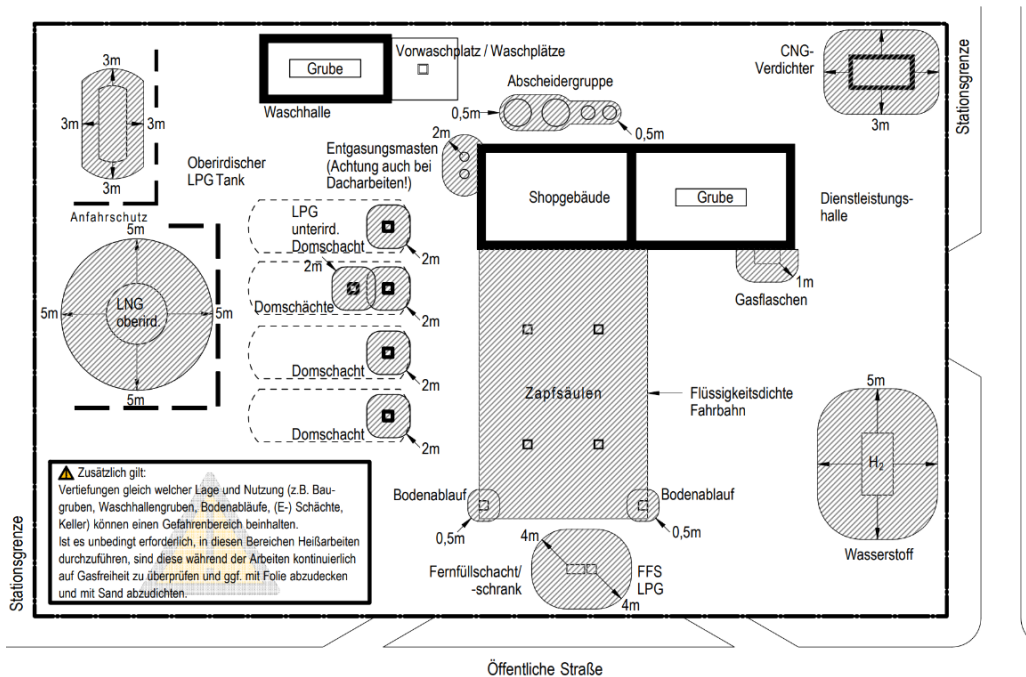 3m
3m
3m
3m
Anfahrschutz
Oberirdischer
LPG Tank
Grube
Waschhalle
Vorwaschplatz / Waschplätze
Abscheidergruppe
0,5m
0,5m
CNG-
Verdichter
3m
Stationsgrenze
Entgasungsmasten
(Achtung auch bei
Dacharbeiten!)
2m
Shopgebäude
Grube
Dienstleistungs-
halle
1m
Gasflaschen
LPG
unterird.
Domschacht
2m
2m
Domschächte
2m
Domschacht
2m
Domschacht
2m
5m
5m
5m
5m
LNG
oberird.
Zapfsäulen
Flüssigkeitsdichte
Fahrbahn
5m
H2
Wasserstoff
Bodenablauf
0,5m
Bodenablauf
0,5m
Fernfüllschacht/
-schrank
4m
4m
FFS
LPG
Zusätzlich gilt:
Vertiefungen gleich welcher Lage und Nutzung (z.B. Bau-
gruben, Waschhallengruben, Bodenabläufe, (E-) Schächte,
Keller) können einen Gefahrenbereich beinhalten.
Ist es unbedingt erforderlich, in diesen Bereichen Heißarbeiten
durchzuführen, sind diese während der Arbeiten kontinuierlich
auf Gasfreiheit zu überprüfen und ggf. mit Folie abzudecken
und mit Sand abzudichten.
Stationsgrenze
Öffentliche Straße